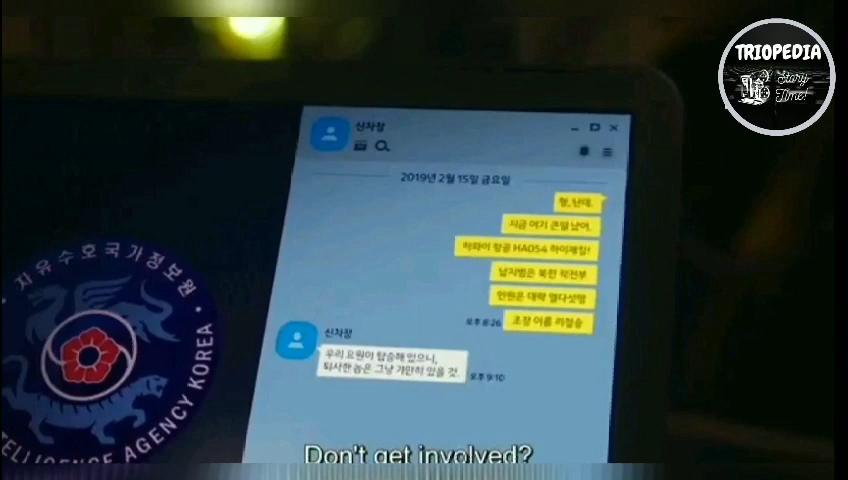 TRIOPEDIA
Story
Time!
신차장
2019년 2월 15일 금요일
형, 난데.
지금 여기 큰일 났어.
하와이 항공 HA054 하이재킹!
납치범은 북한 작전부
인원은 대략 열다섯명
오후 8:26 조장 이름 리철승
신차장
우리 요원이 탑승해 있으니,
퇴사한 놈은 그냥 가만히 있을 것. 오후 9:10
자유수호 국가정보원
INTELLIGENCE AGENCY KOREA
Don't get involved?